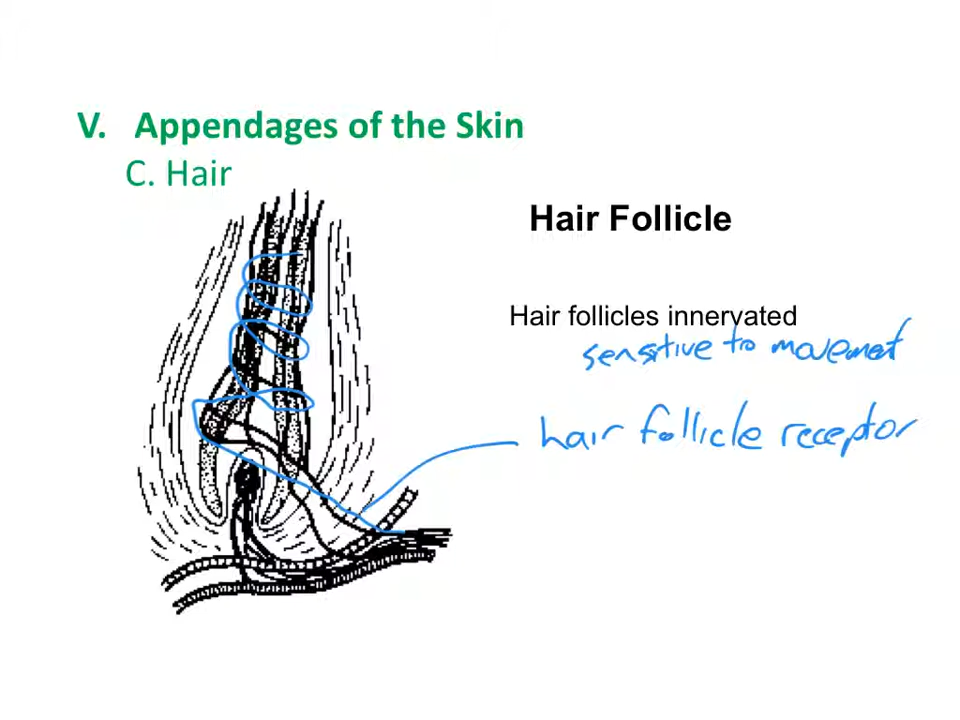 V. Appendages of the Skin
C. Hair
Hair Follicle
Hair follicles innervated
sensitive to movement
hair follicle receptor